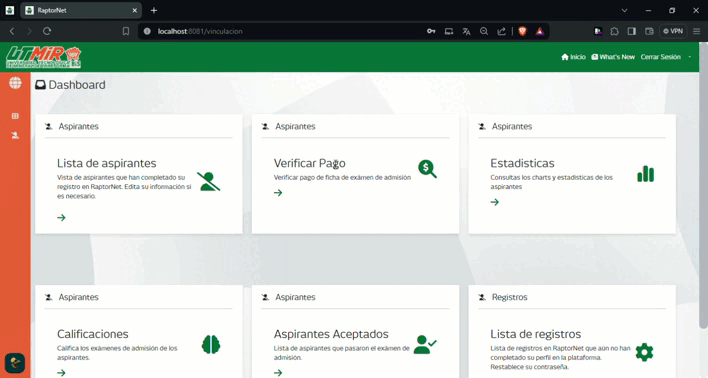 RaptorNet
localhost:8081/vinculacion
VPN
UTMiR
Inicio
What's New
Cerrar Sesión
Dashboard
Aspirantes
Lista de aspirantes
Vista de aspirantes que han completado su
registro en RaptorNet. Edita su información si
es necesario.
Aspirantes
Verificar Pago
Verificar pago de ficha de exámen de admisión
Aspirantes
Estadisticas
Consultas los charts y estadisticas de los
aspirantes
Aspirantes
Calificaciones
Califica los exámenes de admisión de los
aspirantes.
Aspirantes
Aspirantes Aceptados
Lista de aspirantes que pasaron el exámen de
admisión.
Registros
Lista de registros
Lista de registros en RaptorNet que aún no han
completado su perfil en la plataforma.
Restablece su contraseña.